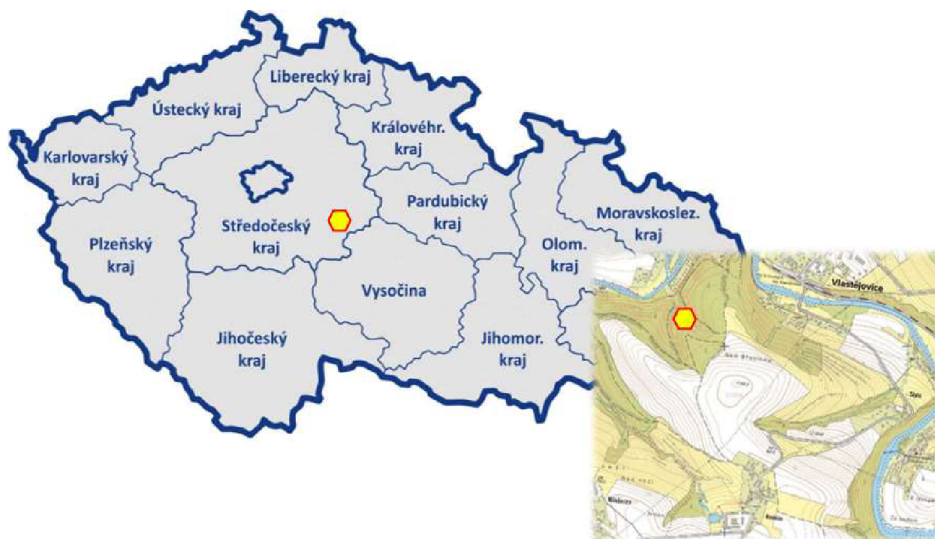 Liberecký kraj
Ústecký kraj
Královéhr.
kraj
Karlovarský
kraj
Pardubický
kraj
Moravskoslez.
kraj
Středočeský
kraj
Plzeňský
kraj
Olom.
kraj
Vysočina
Vlastějovice
Jihočeský
kraj
Jihomor.
kraj